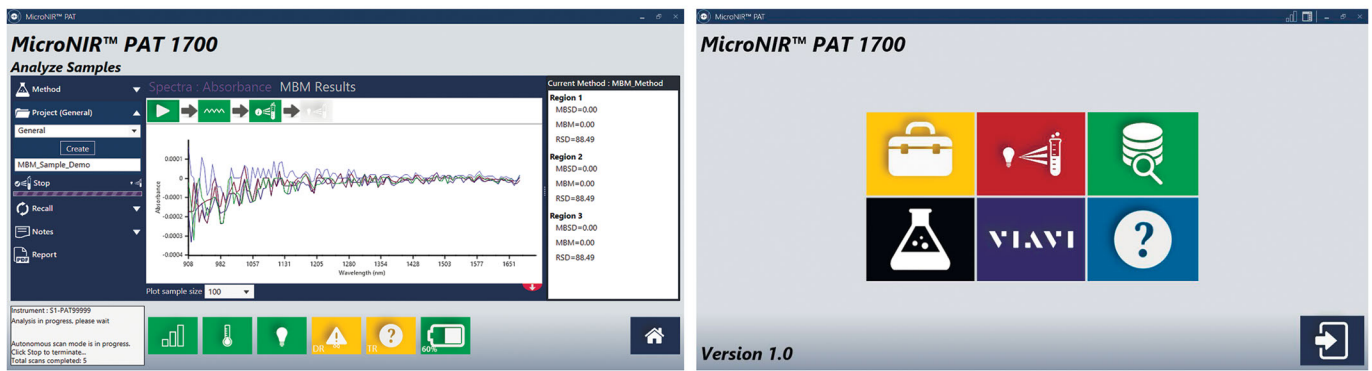 MicroNIR™ PAT
MicroNIR™ PAT 1700
Analyze Samples
Method
Project (General)
General
Create
MBM_Sample_Demo
Stop
Recall
Notes
Report
PDF
Spectra : Absorbance MBM Results
0.0001
0
-0.0001
-0.0002
-0.0003
-0.0004
Absorbance
908 982 1057 1131 1205 1280 1354 1428 1503 1577 1651
Wavelength (nm)
Plot sample size 100
Current Method : MBM_Method
Region 1
MBSD=0.00
MBM=0.00
RSD=88.49
Region 2
MBSD=0.00
MBM=0.00
RSD=88.49
Region 3
MBSD=0.00
MBM=0.00
RSD=88.49
Instrument : S1-PAT99999
Analysis in progress, please wait
Autonomous scan mode is in progress.
Click Stop to terminate...
Total scans completed: 5
DR
TR
?
60%
MicroNIR™ PAT
MicroNIR™ PAT 1700
VIAVI
?
Version 1.0